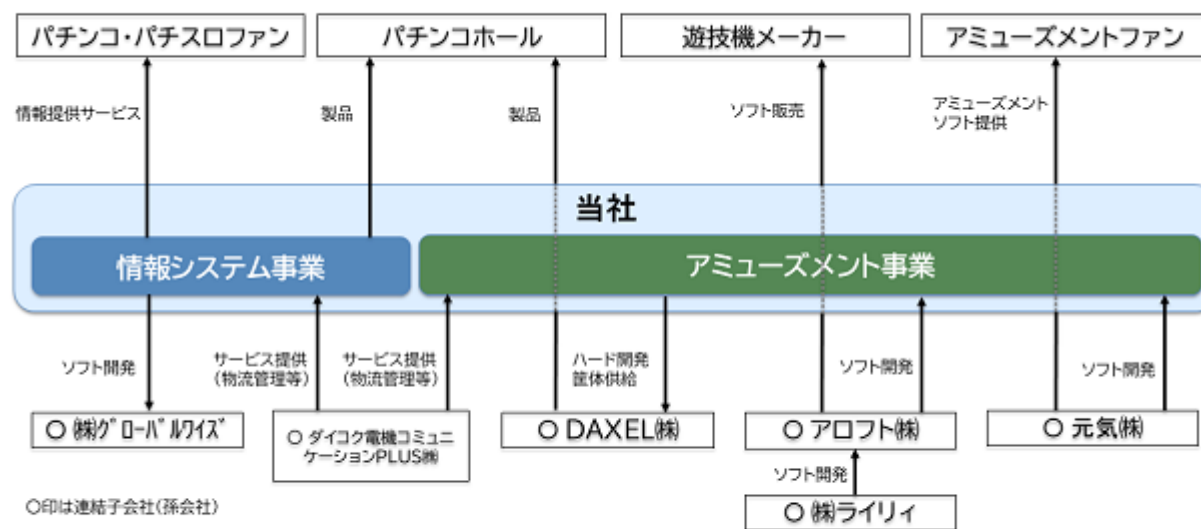 パチンコ・パチスロファン
パチンコホール
遊技機メーカー
アミューズメントファン
情報提供サービス
製品
製品
ソフト販売
アミューズメント
ソフト提供
当社
情報システム事業
アミューズメント事業
ソフト開発
サービス提供
(物流管理等)
サービス提供
(物流管理等)
ハード開発
筐体供給
ソフト開発
ソフト開発
〇 ㈱グローバルワイズ
〇 ダイコク電機コミュニ
ケーションPLUS㈱
〇 DAXEL㈱
〇 アロフト㈱
〇 元気㈱
ソフト開発
〇 ㈱ライリィ
〇印は連結子会社(孫会社)